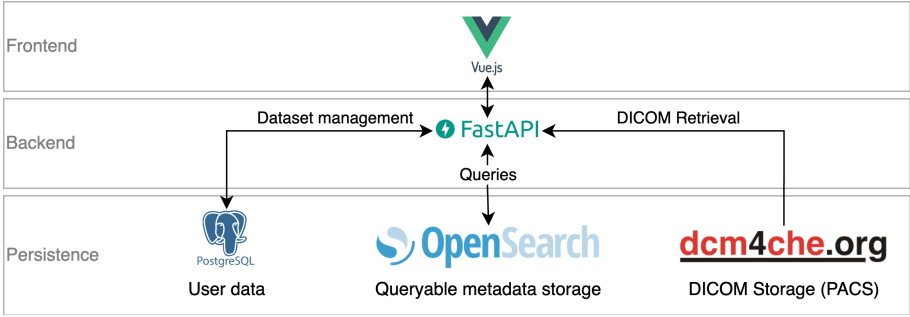 Frontend
Vue.js
Dataset management
FastAPI
DICOM Retrieval
Backend
Queries
Persistence
PostgreSQL
OpenSearch
dcm4che.org
User data
Queryable metadata storage
DICOM Storage (PACS)